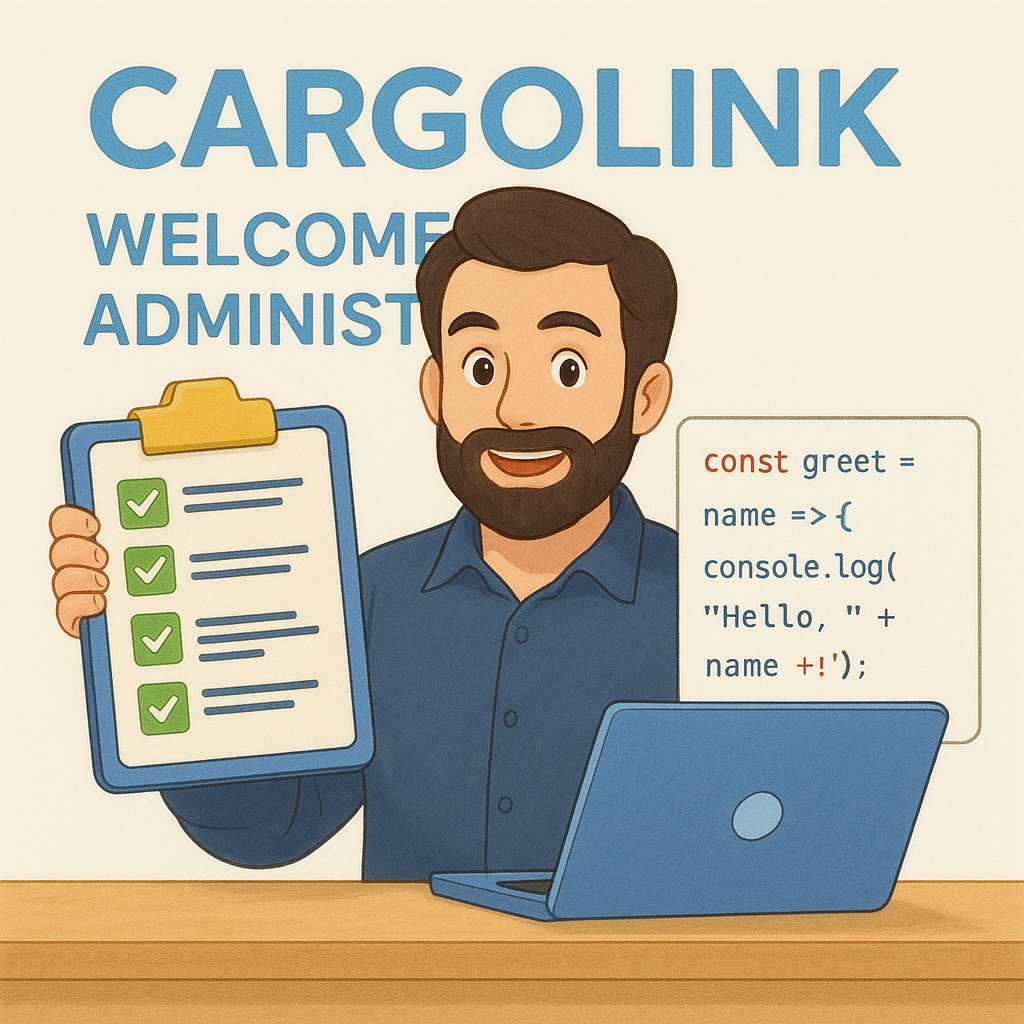 CARGOLINK
WELCOME
ADMINIST
const greet =
name => {
console.log(
"Hello, " +
name +!');